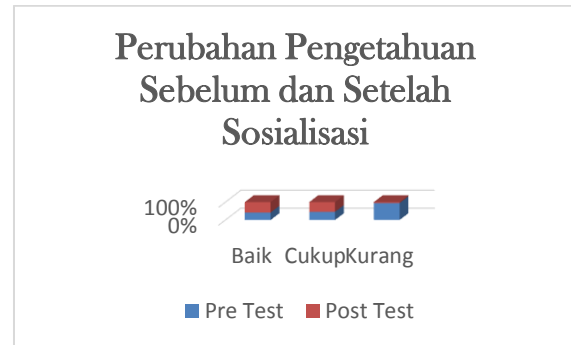 Perubahan Pengetahuan
Sebelum dan Setelah
Sosialisasi
100%
0%
Baik Cukup Kurang
Pre Test Post Test